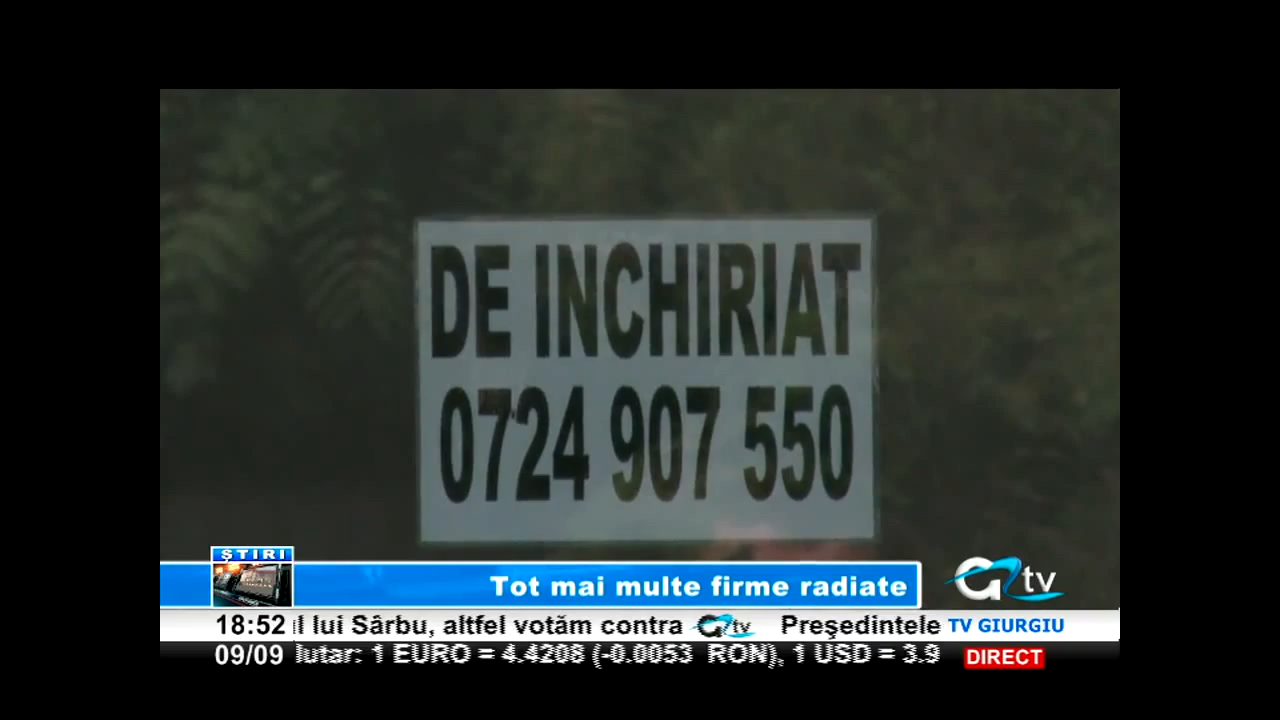 DE INCHIRIAT
0724 907 550
ŞTIRI
Tot mai multe firme radiate
G tv
18:52 l lui Sârbu, altfel votăm contra G7tv Preşedintele TV GIURGIU
09/09 lutar: 1 EURO = 4.4208 (-0.0053 RON), 1 USD = 3.9 DIRECT